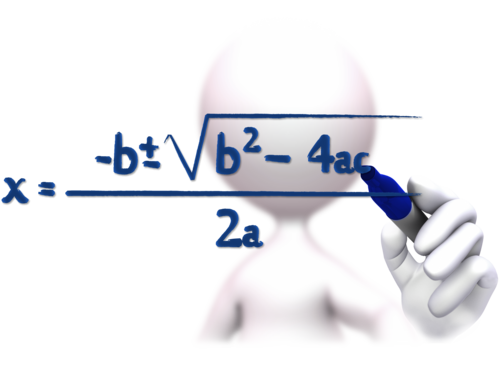 x = -b ± √b² - 4ac
2a